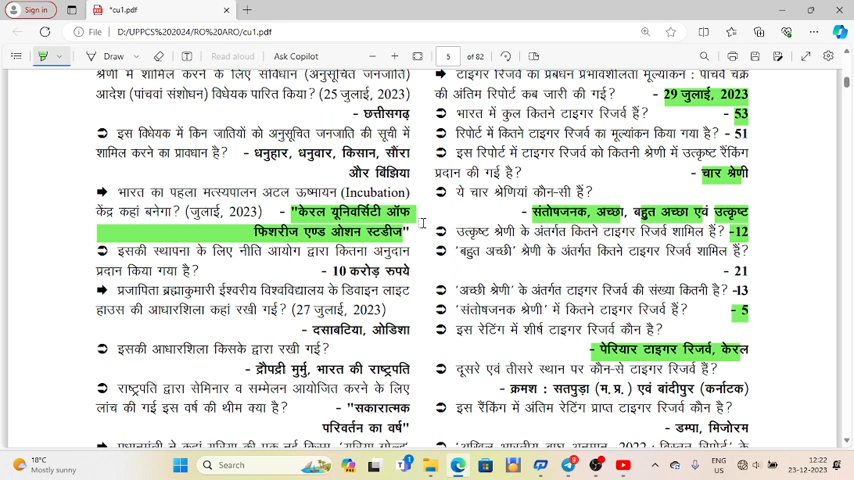 Sign in
*cu1.pdf
File
D:/UPPCS%202024/RO%20ARO/cu1.pdf
Draw
Read aloud
Ask Copilot
5
of 82
श्रेणी में शामिल करने के लिए संविधान (अनुसूचित जनजाति)
आदेश (पांचवां संशोधन) विधेयक पारित किया? (25 जुलाई, 2023)
- छत्तीसगढ़
इस विधेयक में किन जातियों को अनुसूचित जनजाति की सूची में
शामिल करने का प्रावधान है? - धनुहार, धनुवार, किसान, सौंरा
और बिंझिया
भारत का पहला मत्स्यपालन अटल ऊष्मायन (Incubation)
केंद्र कहां बनेगा? (जुलाई, 2023) - "केरल यूनिवर्सिटी ऑफ
फिशरीज एण्ड ओशन स्टडीज"
इसकी स्थापना के लिए नीति आयोग द्वारा कितना अनुदान
प्रदान किया गया है? - 10 करोड़ रुपये
प्रजापिता ब्रह्माकुमारी ईश्वरीय विश्वविद्यालय के डिवाइन लाइट
हाउस की आधारशिला कहां रखी गई? (27 जुलाई, 2023)
- दसाबटिया, ओडिशा
इसकी आधारशिला किसके द्वारा रखी गई?
- द्रौपदी मुर्मु, भारत की राष्ट्रपति
राष्ट्रपति द्वारा सेमिनार व सम्मेलन आयोजित करने के लिए
लांच की गई इस वर्ष की थीम क्या है? - "सकारात्मक
परिवर्तन का वर्ष"
प्रधानमंत्री ने कहां यूरिया की एक नई किस्म 'यूरिया गोल्ड'
टाइगर रिजर्व का प्रबंधन प्रभावशीलता मूल्यांकन : पांचवें चक्र
की अंतिम रिपोर्ट कब जारी की गई? - 29 जुलाई, 2023
भारत में कुल कितने टाइगर रिजर्व हैं? - 53
रिपोर्ट में कितने टाइगर रिजर्व का मूल्यांकन किया गया है? - 51
इस रिपोर्ट में टाइगर रिजर्व को कितनी श्रेणी में उत्कृष्ट रैंकिंग
प्रदान की गई है? - चार श्रेणी
ये चार श्रेणियां कौन-सी हैं?
- संतोषजनक, अच्छा, बहुत अच्छा एवं उत्कृष्ट
उत्कृष्ट श्रेणी के अंतर्गत कितने टाइगर रिजर्व शामिल हैं? -12
'बहुत अच्छी' श्रेणी के अंतर्गत कितने टाइगर रिजर्व शामिल हैं?
- 21
'अच्छी श्रेणी' के अंतर्गत टाइगर रिजर्व की संख्या कितनी है? -13
'संतोषजनक श्रेणी' में कितने टाइगर रिजर्व हैं? - 5
इस रेटिंग में शीर्ष टाइगर रिजर्व कौन है?
- पेरियार टाइगर रिजर्व, केरल
दूसरे एवं तीसरे स्थान पर कौन-से टाइगर रिजर्व हैं?
- क्रमश : सतपुड़ा (म.प्र.) एवं बांदीपुर (कर्नाटक)
इस रैंकिंग में अंतिम रेटिंग प्राप्त टाइगर रिजर्व कौन है?
- डम्पा, मिजोरम
'अखिल भारतीय बाघ अनुमान, 2022 : विस्तृत रिपोर्ट' के
18°C
Mostly sunny
Search
ENG
US
12:22
23-12-2023